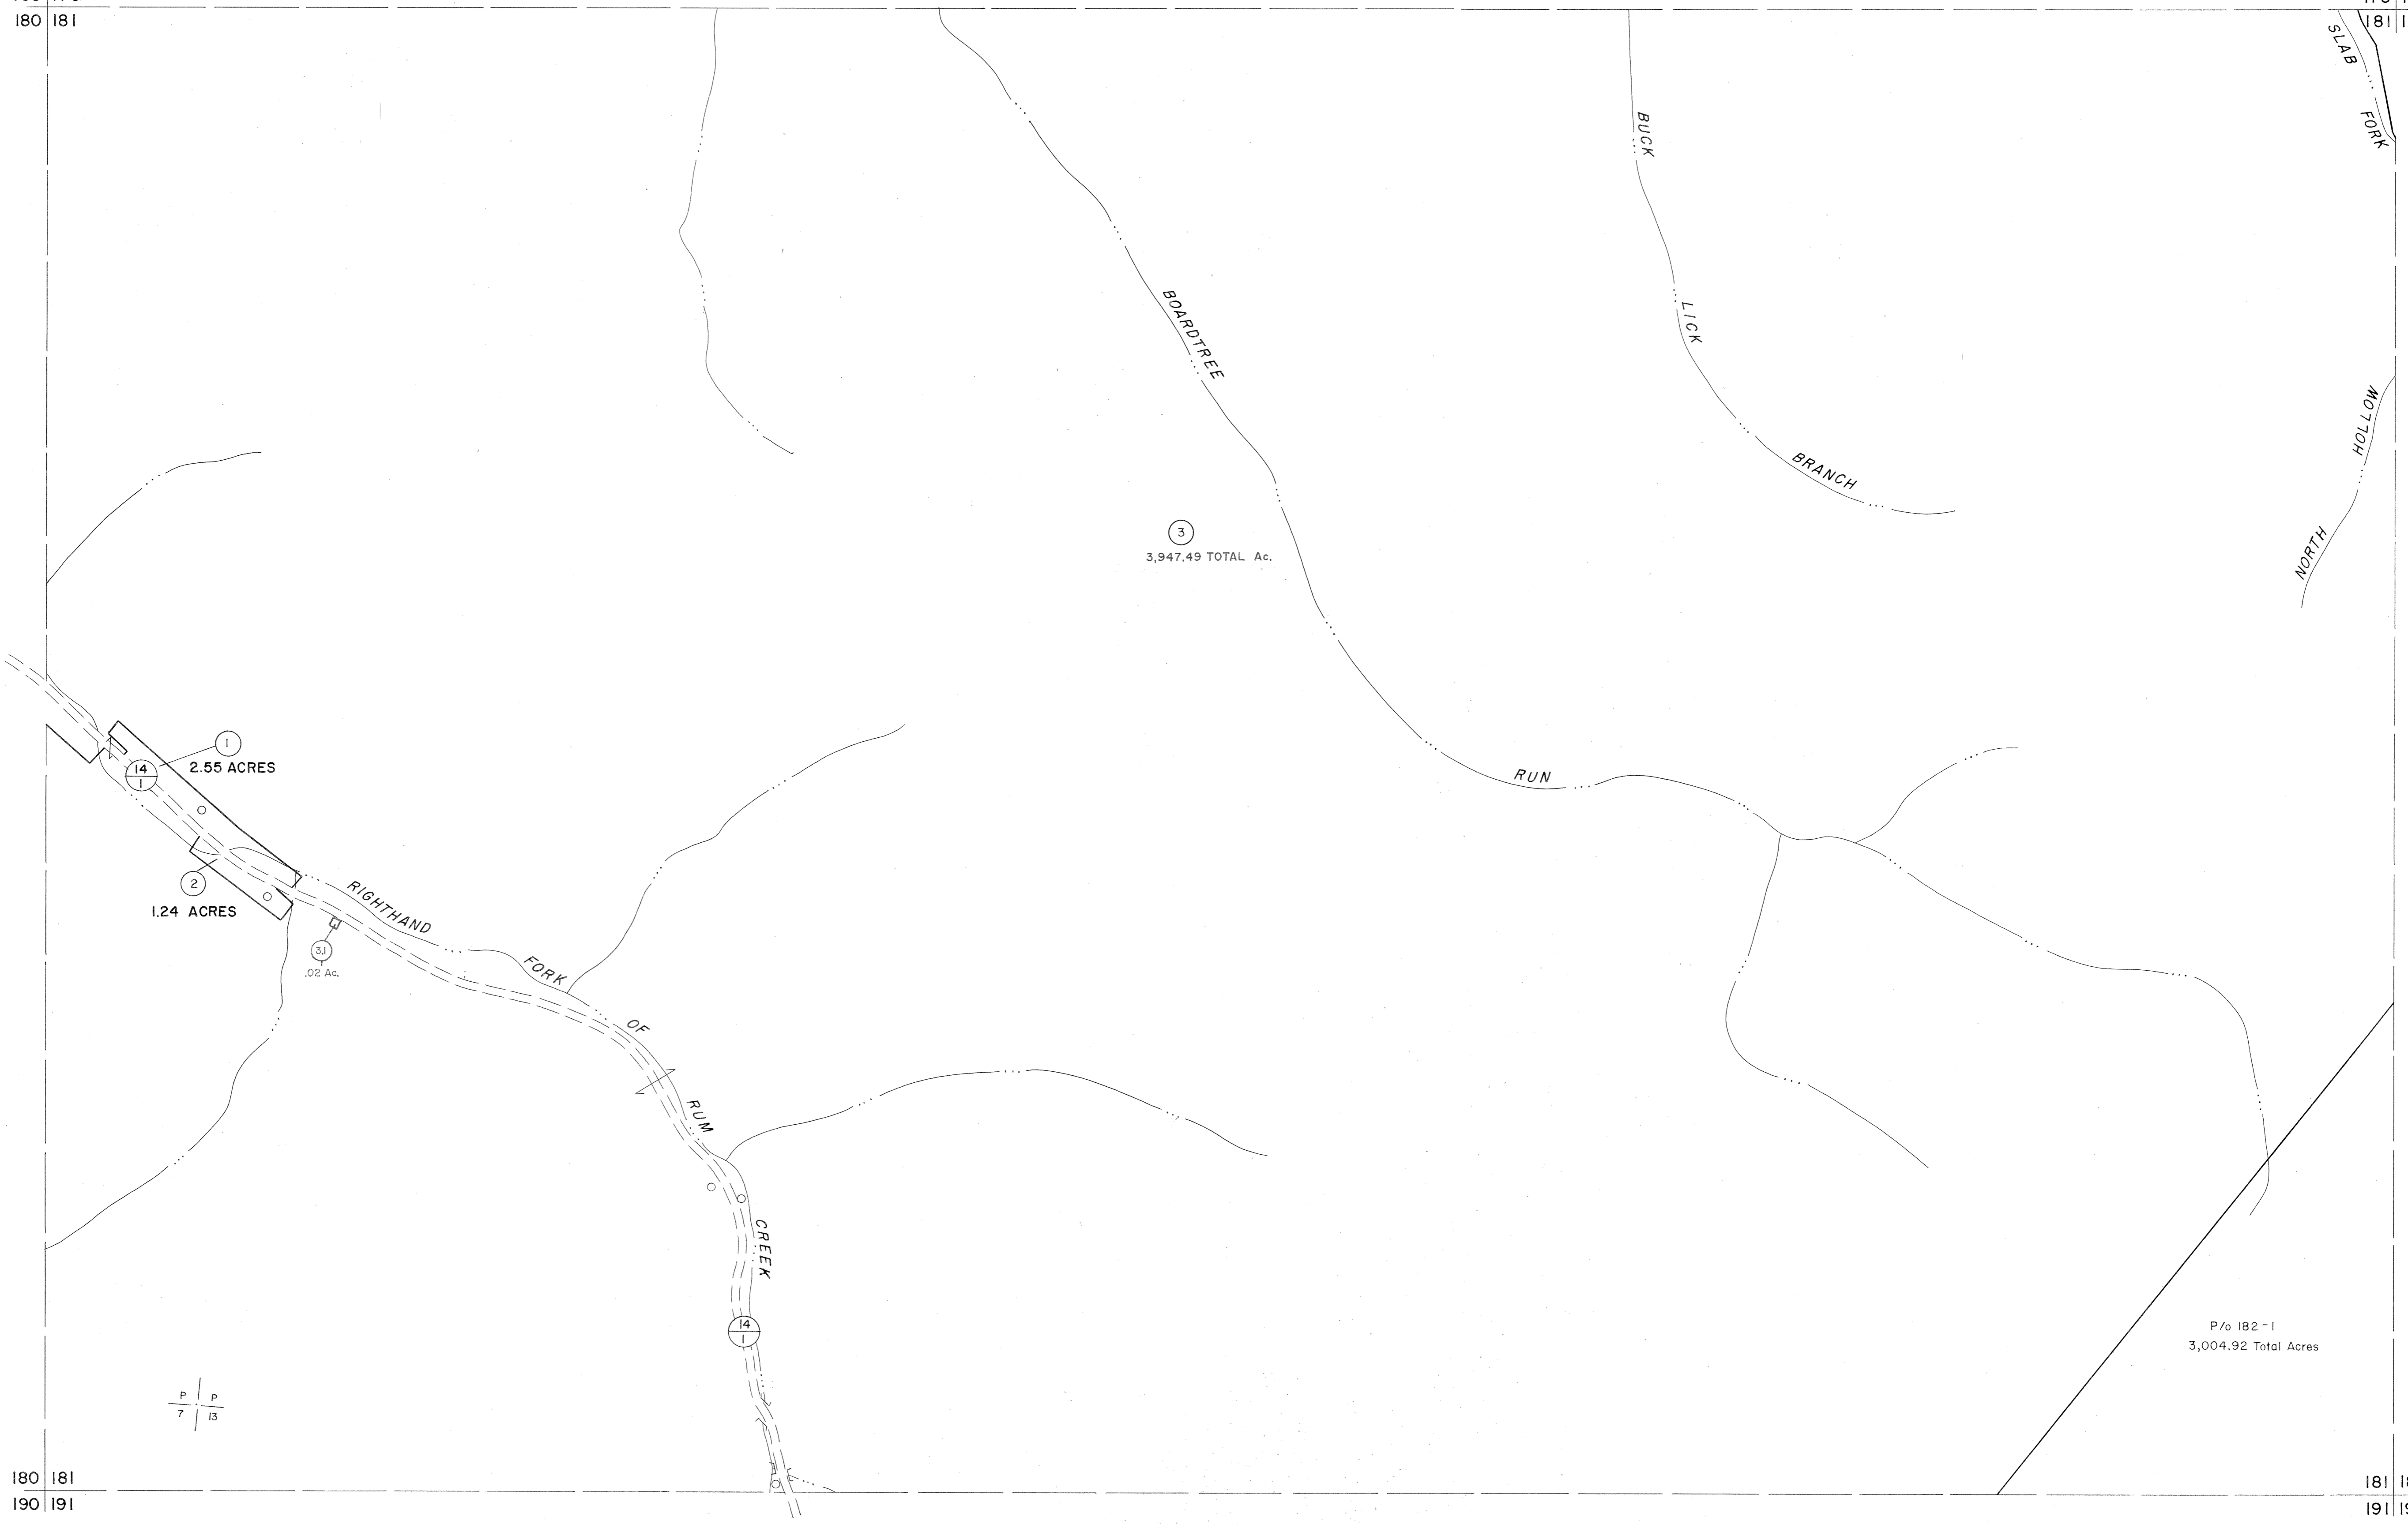 180 181
181
SLAB FORK
BUCK LICK BRANCH
BOARDTREE RUN
NORTH HOLLOW
3
3,947.49 TOTAL Ac.
1
2.55 ACRES
14
1
2
1.24 ACRES
3.1
.02 Ac.
RIGHTHAND FORK OF RUM CREEK
14
1
P/o 182-1
3,004.92 Total Acres
P P
7 13
180 181
190 191
181
191